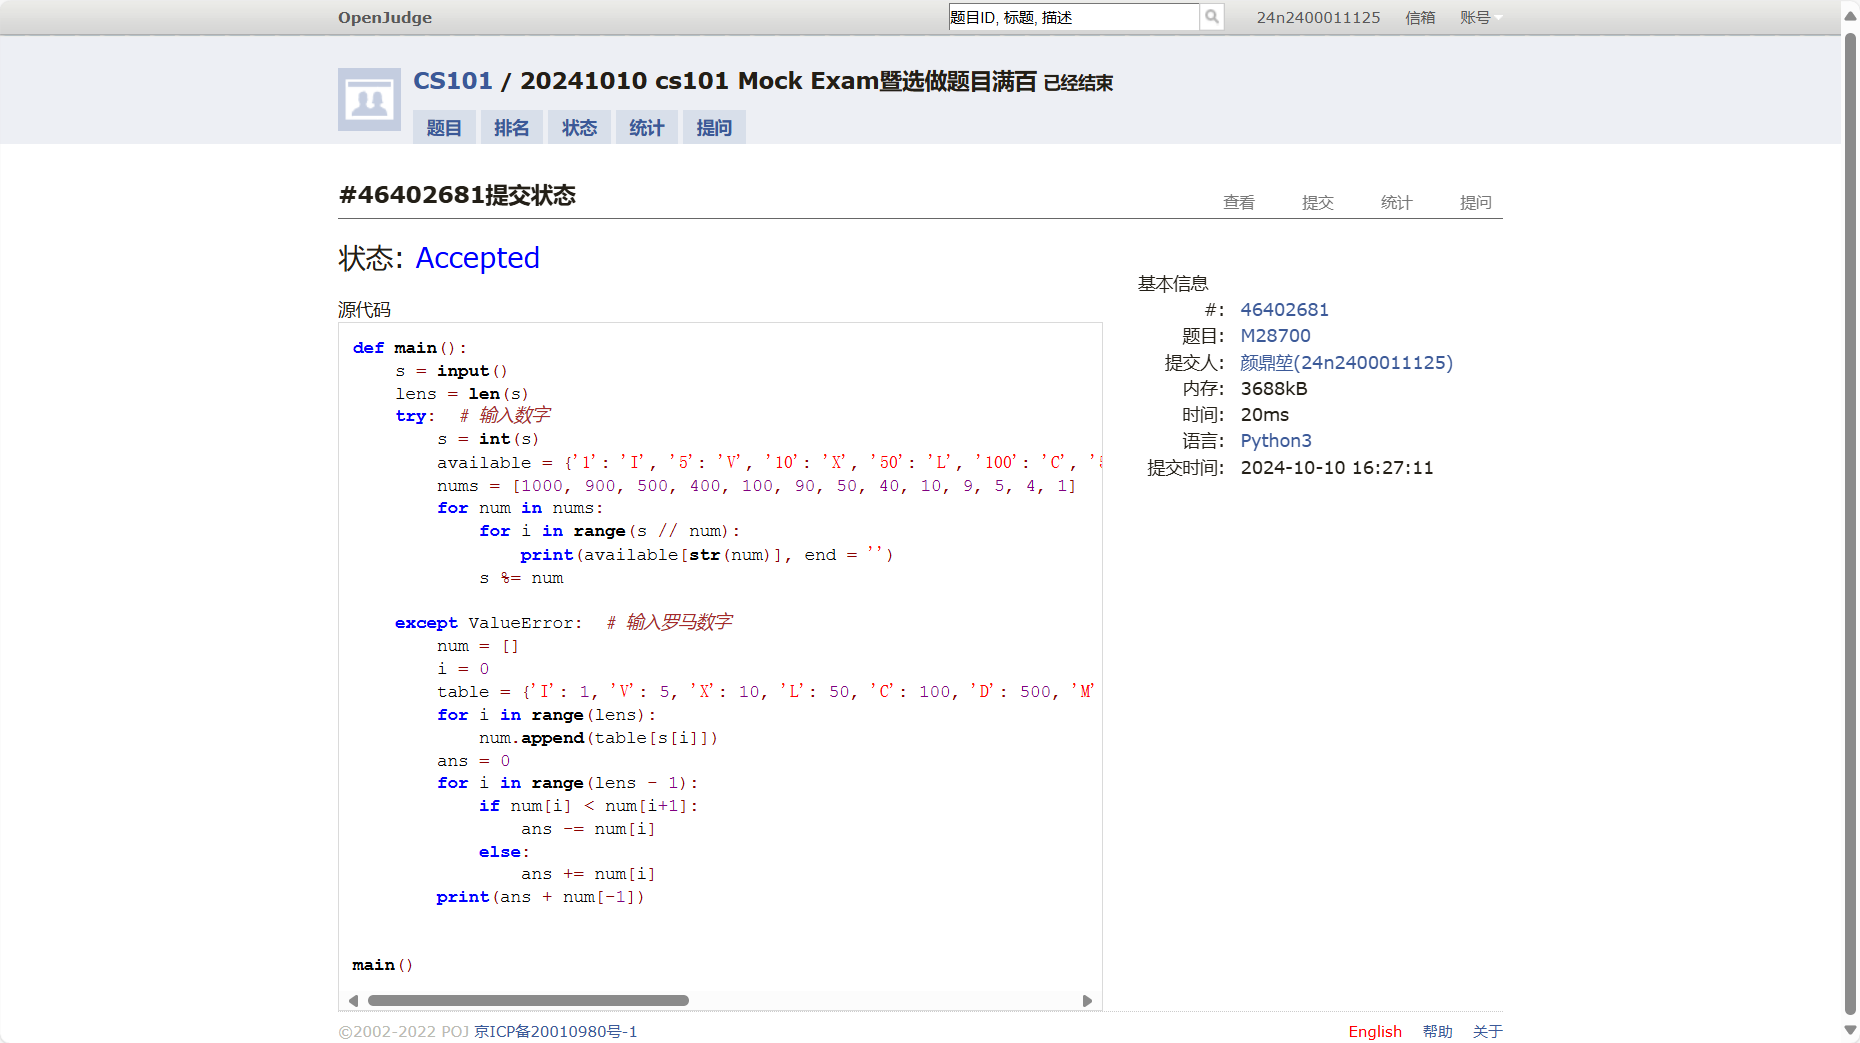 OpenJudge
题目ID, 标题, 描述
24n2400011125 信箱 账号
CS101 / 20241010 cs101 Mock Exam暨选做题目满百 已经结束
题目 排名 状态 统计 提问
#46402681提交状态
查看 提交 统计 提问
状态: Accepted
源代码
def main():
    s = input()
    lens = len(s)
    try:  # 输入数字
        s = int(s)
        available = {'1': 'I', '5': 'V', '10': 'X', '50': 'L', '100': 'C', '
        nums = [1000, 900, 500, 400, 100, 90, 50, 40, 10, 9, 5, 4, 1]
        for num in nums:
            for i in range(s // num):
                print(available[str(num)], end = '')
            s %= num
    except ValueError:  # 输入罗马数字
        num = []
        i = 0
        table = {'I': 1, 'V': 5, 'X': 10, 'L': 50, 'C': 100, 'D': 500, 'M'
        for i in range(lens):
            num.append(table[s[i]])
        ans = 0
        for i in range(lens - 1):
            if num[i] < num[i+1]:
                ans -= num[i]
            else:
                ans += num[i]
        print(ans + num[-1])
main()
基本信息
#: 46402681
题目: M28700
提交人: 颜鼎堃(24n2400011125)
内存: 3688kB
时间: 20ms
语言: Python3
提交时间: 2024-10-10 16:27:11
©2002-2022 POJ 京ICP备20010980号-1
English 帮助 关于